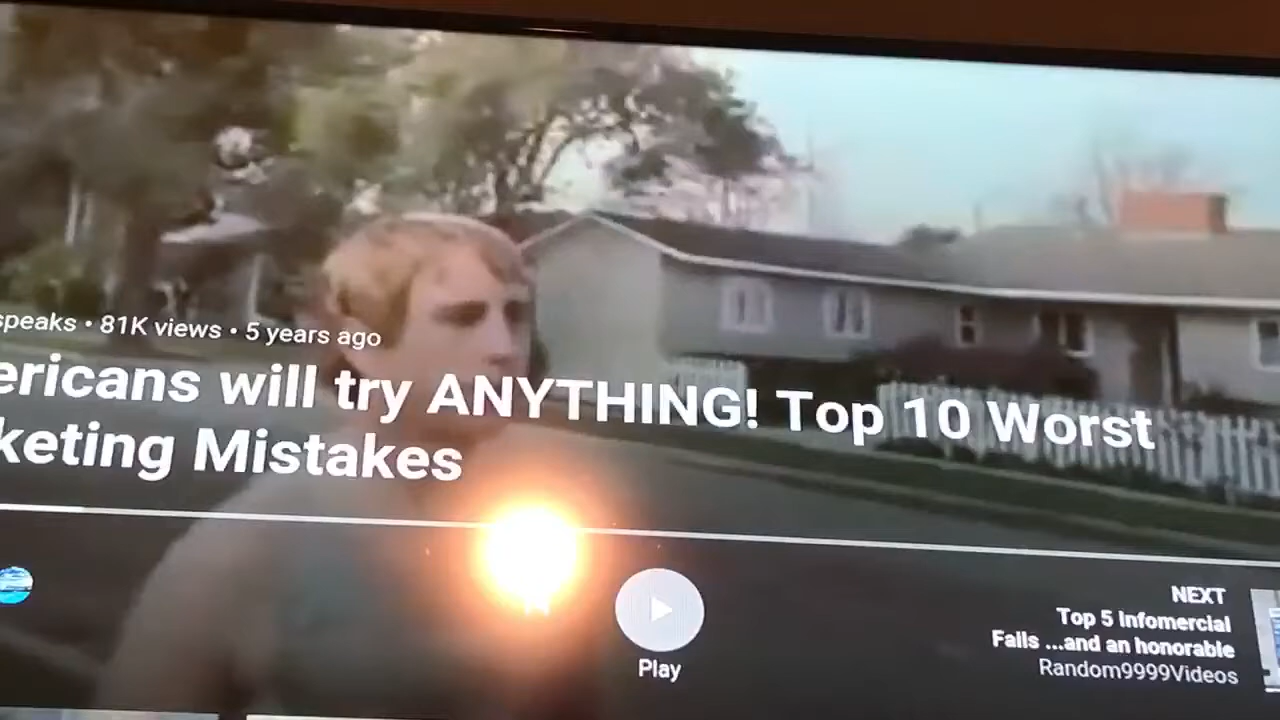 speaks • 81K views • 5 years ago
ericans will try ANYTHING! Top 10 Worst
keting Mistakes
Play
NEXT
Top 5 Infomercial
Fails ...and an honorable
Random9999Videos